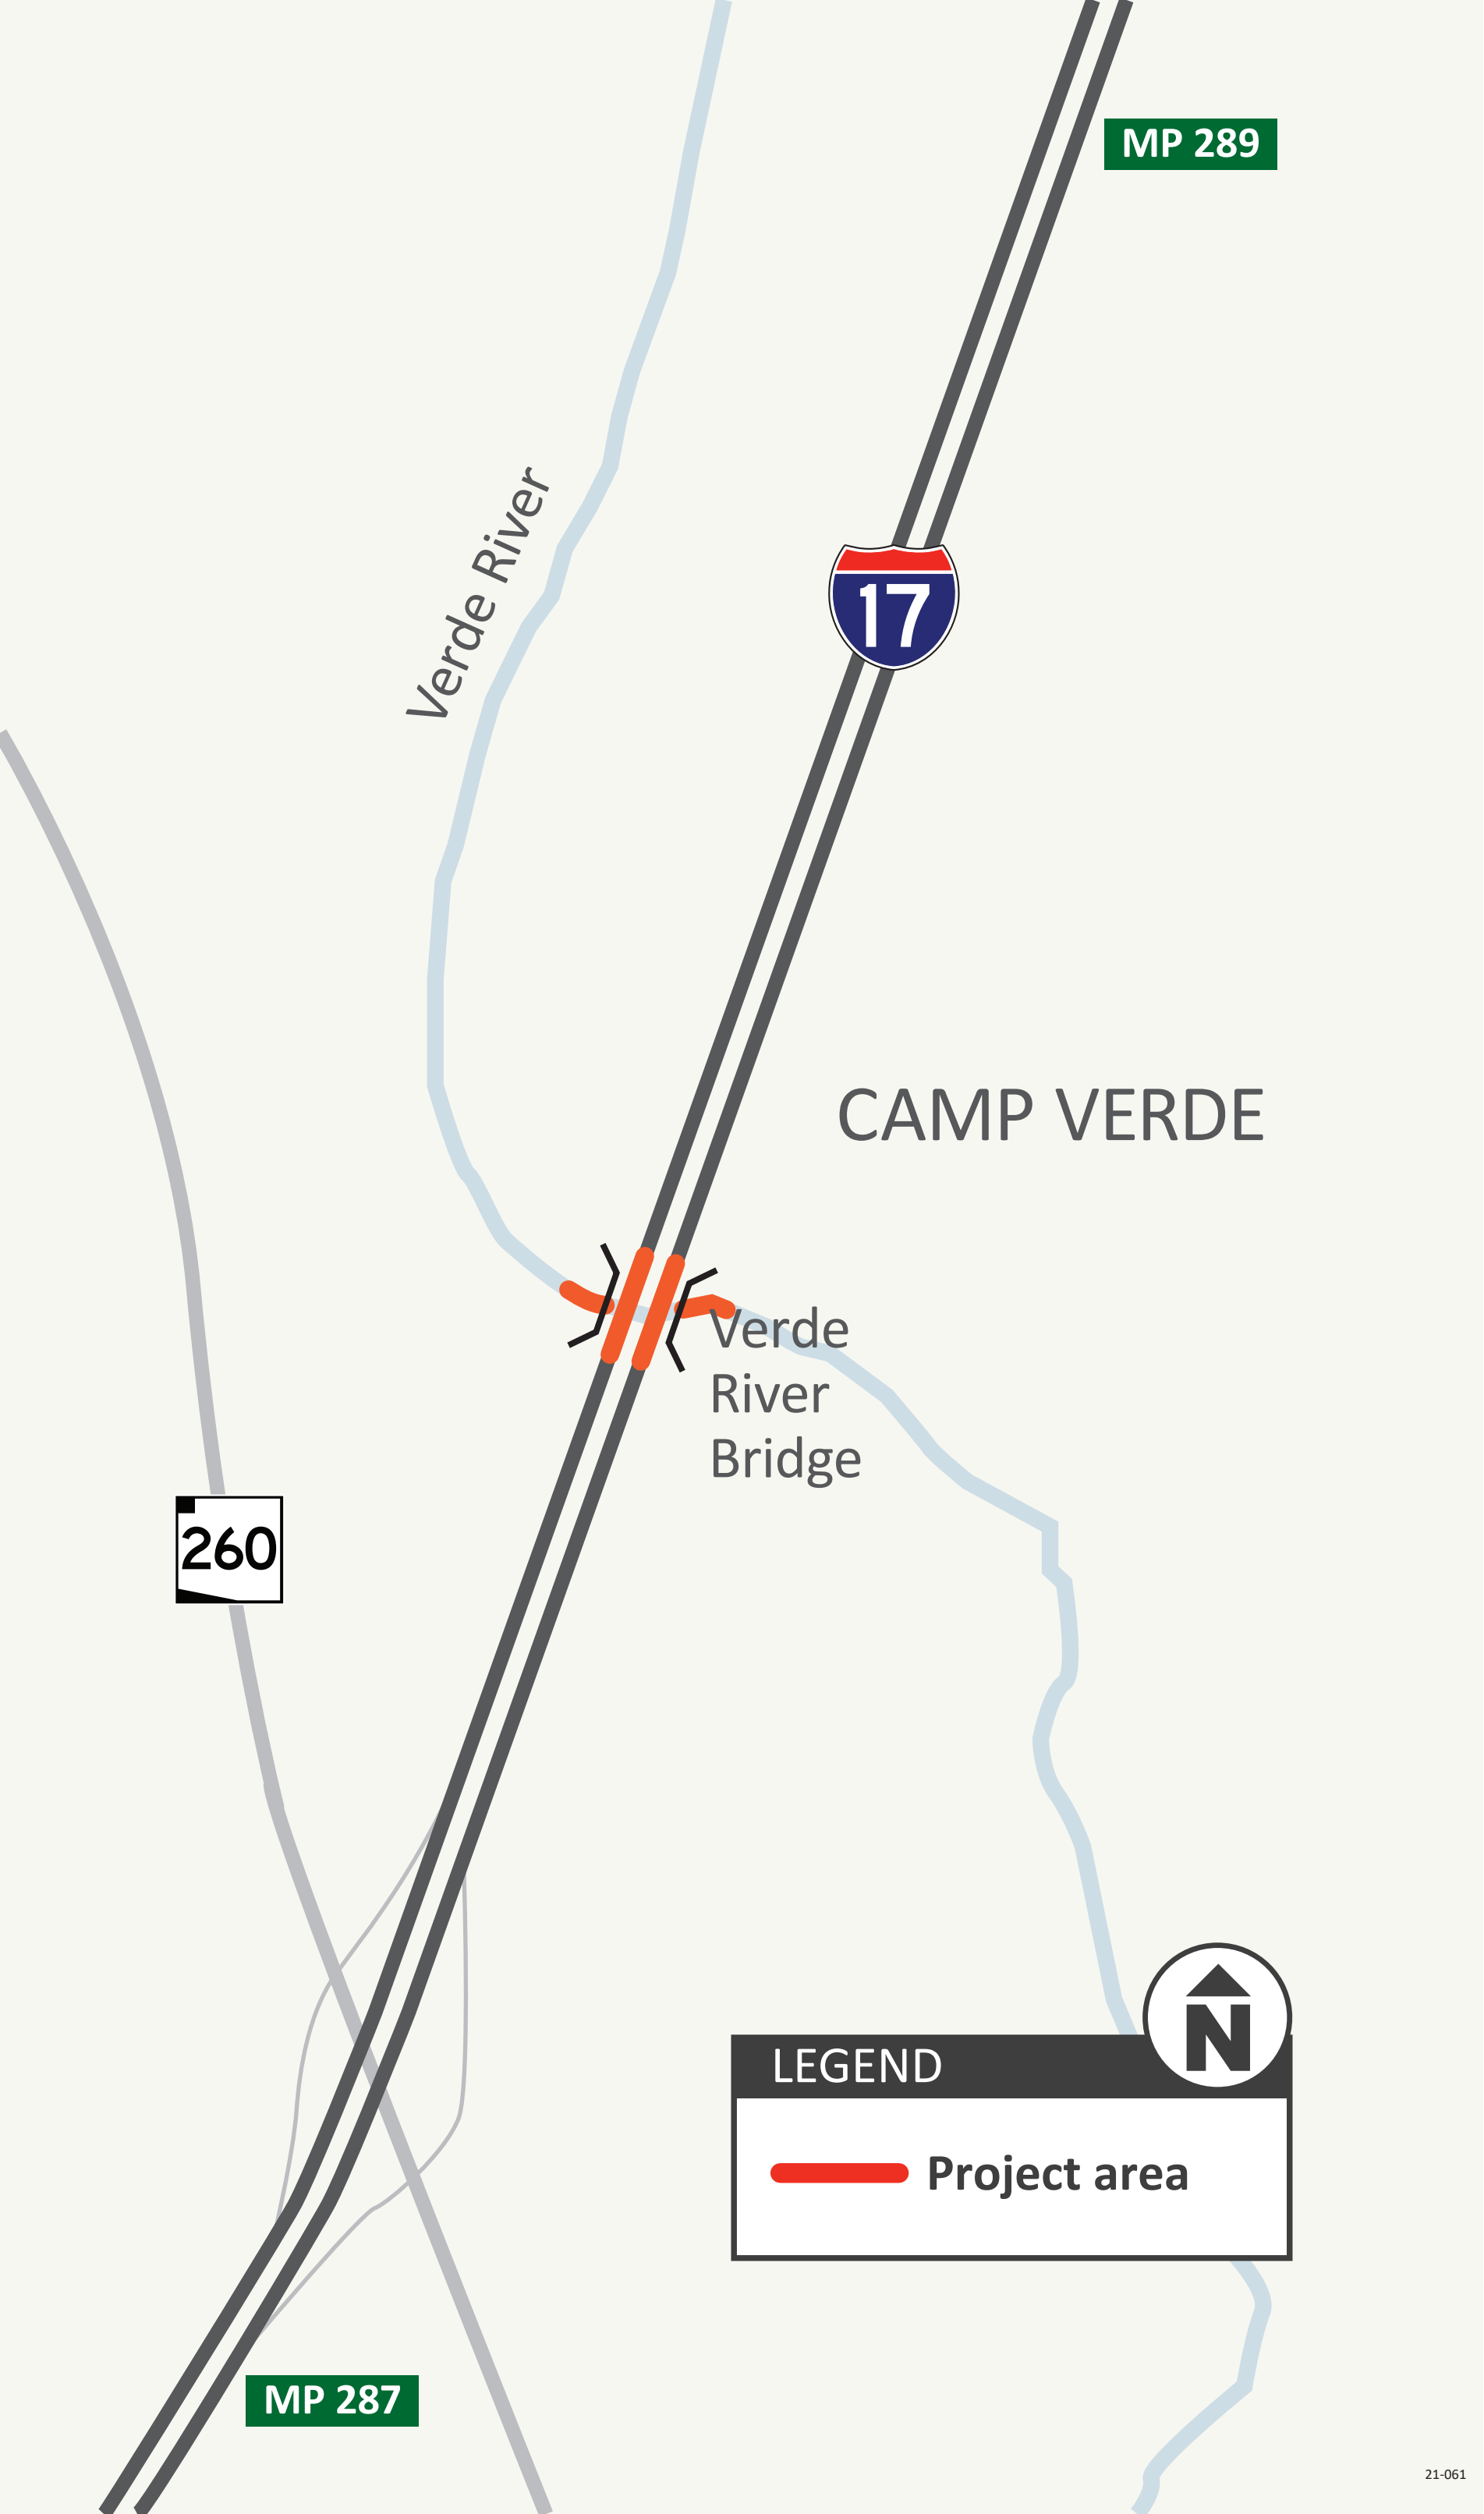 MP 289
Verde River
17
CAMP VERDE
Verde
River
Bridge
260
N
LEGEND
Project area
MP 287
21-061